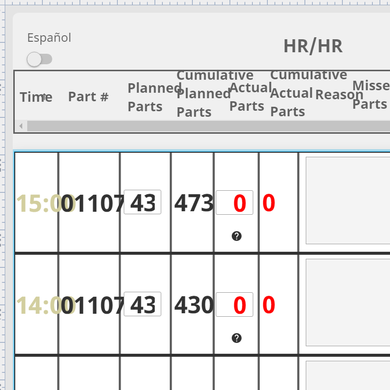 Español
HR/HR
Time Part # Planned Parts Cumulative Planned Parts Actual Parts Cumulative Actual Parts Reason Misse Parts
15:0 01107 43 473 0 0
?
14:0 01107 43 430 0 0
?